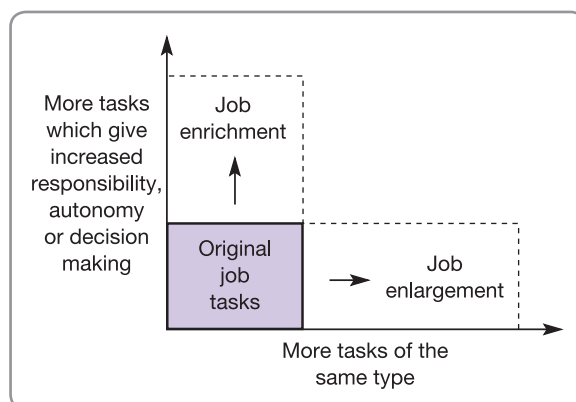 More tasks
which give
increased
responsibility,
autonomy
or decision
making
Job
enrichment
Original
job
tasks
Job
enlargement
More tasks of the
same type